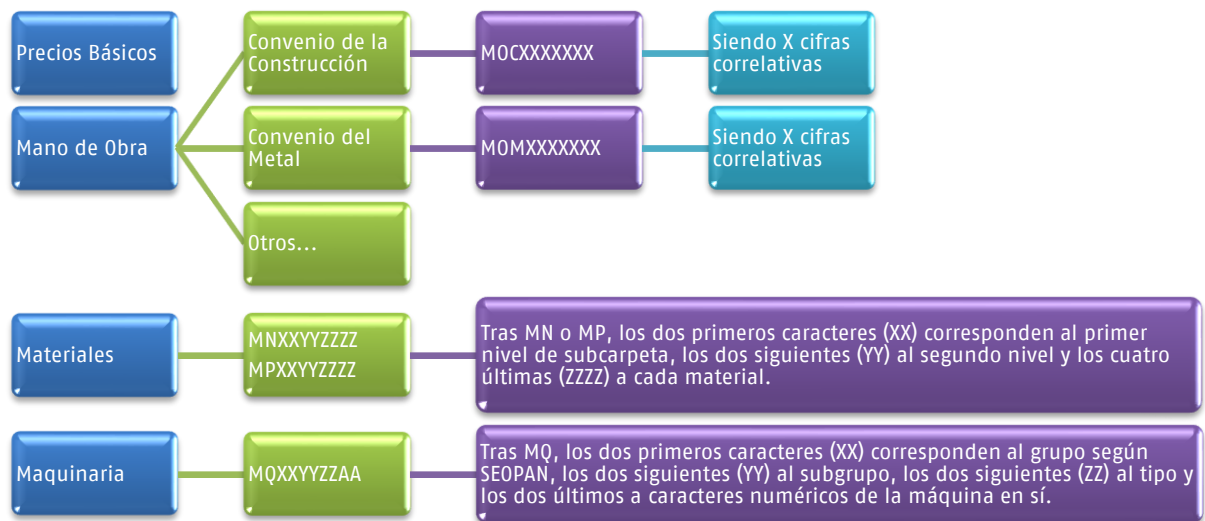 Precios Básicos
Convenio de la
Construcción
MOCXXXXXXX
Siendo X cifras
correlativas
Mano de Obra
Convenio del
Metal
MOMXXXXXXX
Siendo X cifras
correlativas
Otros...
Materiales
MNXXYYZZZZ
MPXXYYZZZZ
Tras MN o MP, los dos primeros caracteres (XX) corresponden al primer
nivel de subcarpeta, los dos siguientes (YY) al segundo nivel y los cuatro
últimas (ZZZZ) a cada material.
Maquinaria
MQXXYYZZAA
Tras MQ, los dos primeros caracteres (XX) corresponden al grupo según
SEOPAN, los dos siguientes (YY) al subgrupo, los dos siguientes (ZZ) al tipo y
los dos últimos a caracteres numéricos de la máquina en sí.